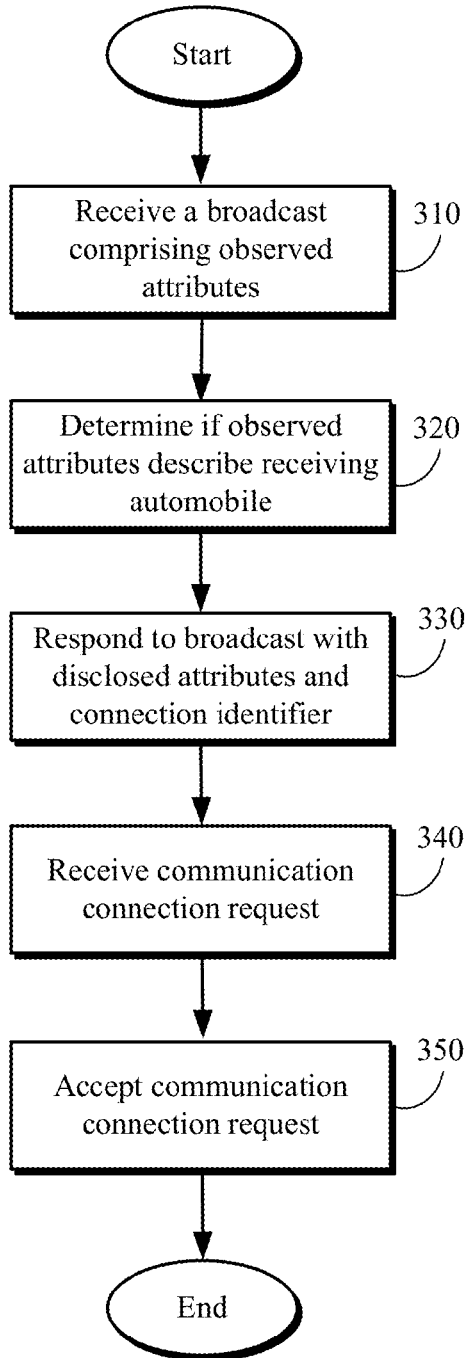 Start
Receive a broadcast
comprising observed
attributes
310
Determine if observed
attributes describe receiving
automobile
320
Respond to broadcast with
disclosed attributes and
connection identifier
330
Receive communication
connection request
340
Accept communication
connection request
350
End